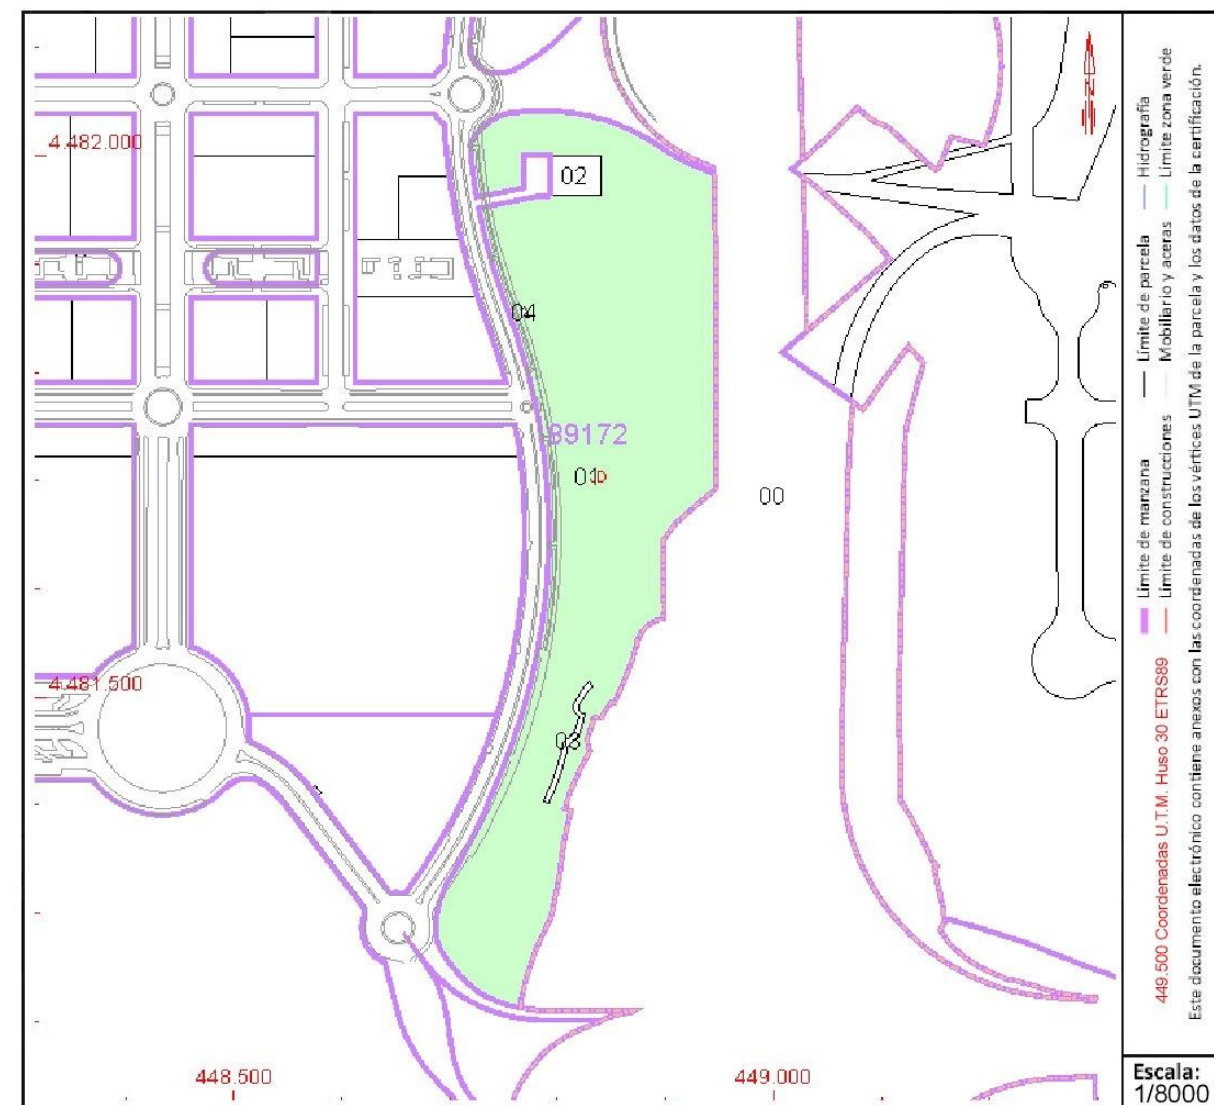 4.482.000
02
04
89172
01
00
4.481.500
03
448.500
449.000
Límite de manzana
Límite de parcela
Hidrografía
Límite de construcciones
Mobiliario y aceras
Límite zona verde
449.500 Coordenadas U.T.M. Huso 30 ETRS89
Este documento electrónico contiene anexos con las coordenadas de los vértices UTM de la parcela y los datos de la certificación.
Escala:
1/8000